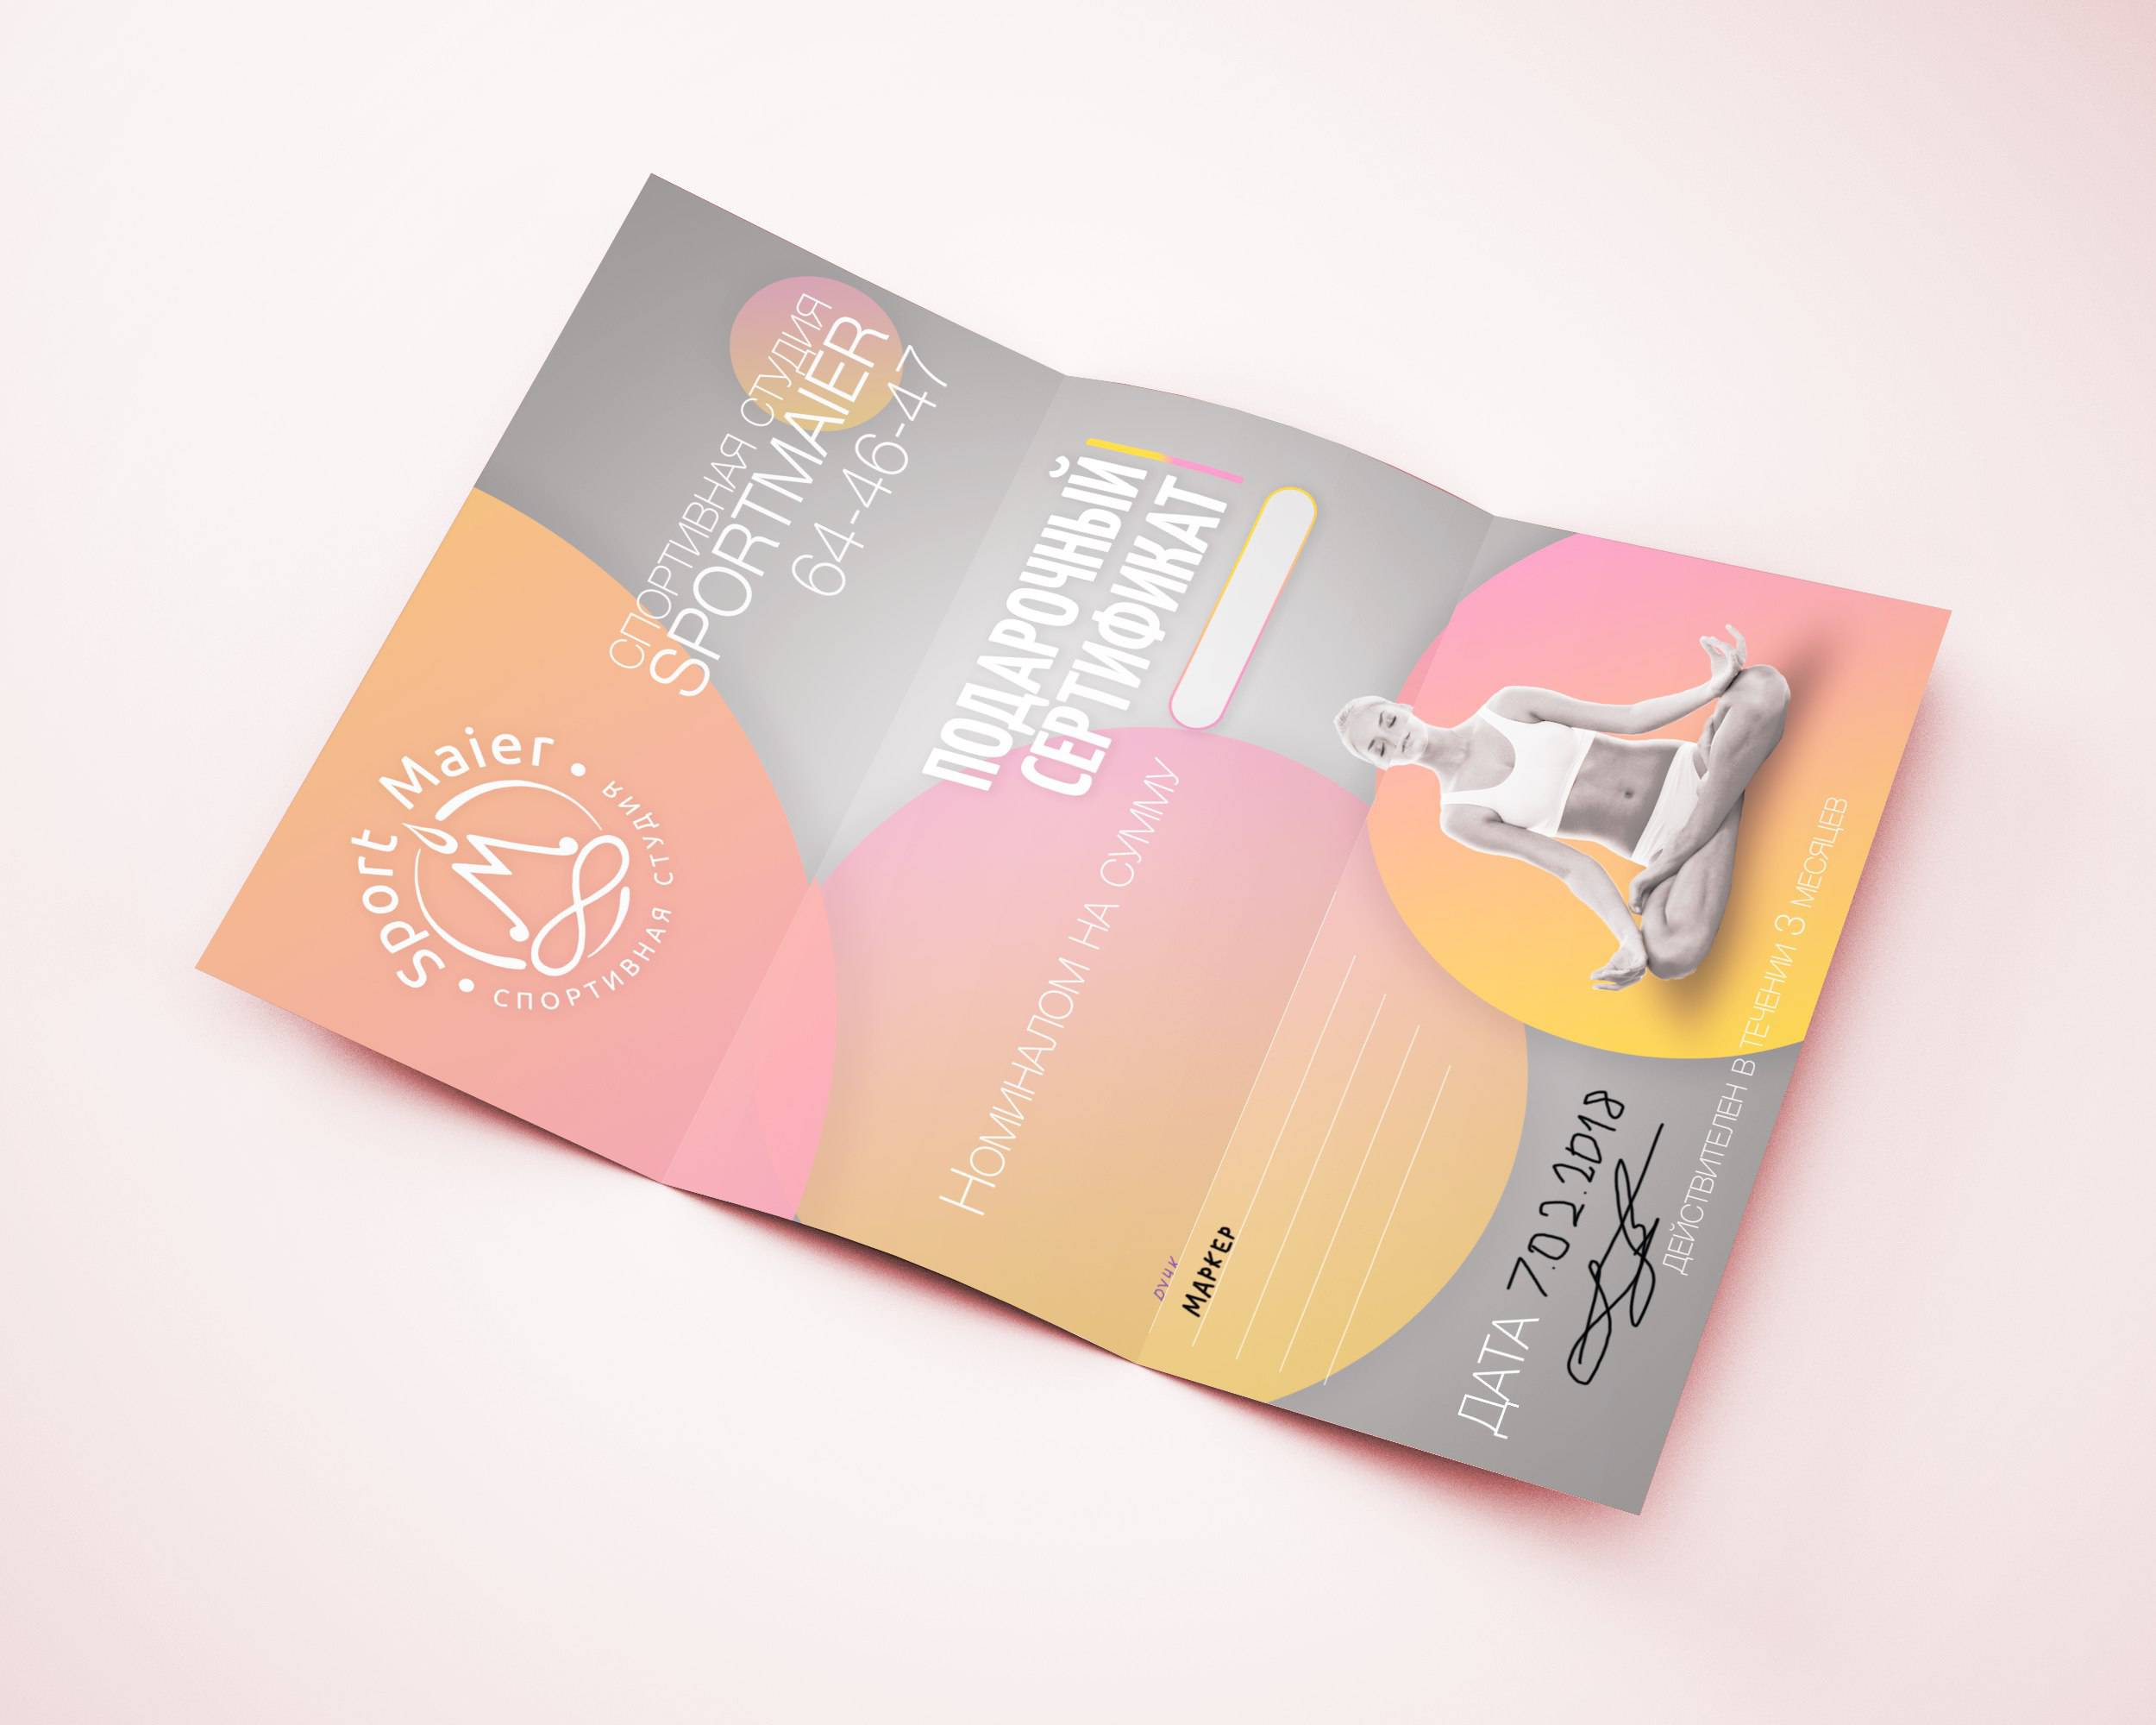 Sport Maier
СПОРТИВНАЯ СТУДИЯ
М
СПОРТИВНАЯ СТУДИЯ
SPORTMAIER
64-46-47
ПОДАРОЧНЫЙ
СЕРТИФИКАТ
НОМИНАЛОМ НА СУММУ
МАРКЕР
ДАТА 7.02.2018
ДЕЙСТВИТЕЛЕН В ТЕЧЕНИИ 3 МЕСЯЦЕВ